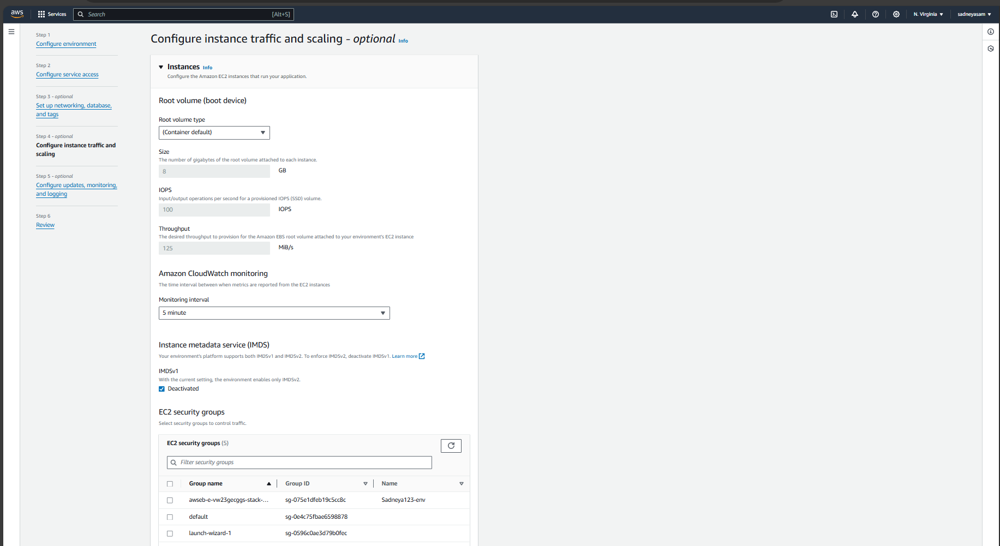 aws
Services
Search
[Alt+S]
N. Virginia
sadneyasam
Step 1
Configure environment
Step 2
Configure service access
Step 3 - optional
Set up networking, database,
and tags
Step 4 - optional
Configure instance traffic and
scaling
Step 5 - optional
Configure updates, monitoring,
and logging
Step 6
Review
Configure instance traffic and scaling - optional Info
Instances Info
Configure the Amazon EC2 instances that run your application.
Root volume (boot device)
Root volume type
(Container default)
Size
The number of gigabytes of the root volume attached to each instance.
8 GB
IOPS
Input/output operations per second for a provisioned IOPS (SSD) volume.
100 IOPS
Throughput
The desired throughput to provision for the Amazon EBS root volume attached to your environment's EC2 instance
125 MiB/s
Amazon CloudWatch monitoring
The time interval between when metrics are reported from the EC2 instances
Monitoring interval
5 minute
Instance metadata service (IMDS)
Your environment's platform supports both IMDSv1 and IMDSv2. To enforce IMDSv2, deactivate IMDSv1. Learn more
IMDSv1
With the current setting, the environment enables only IMDSv2.
Deactivated
EC2 security groups
Select security groups to control traffic.
EC2 security groups (5)
Filter security groups
Group name Group ID Name
awseb-e-vw23gecggs-stack-... sg-075e1dfeb19c5cc8c Sadneya123-env
default sg-0e4c75fbae6598878
launch-wizard-1 sg-0596c0ae3d79b0fec